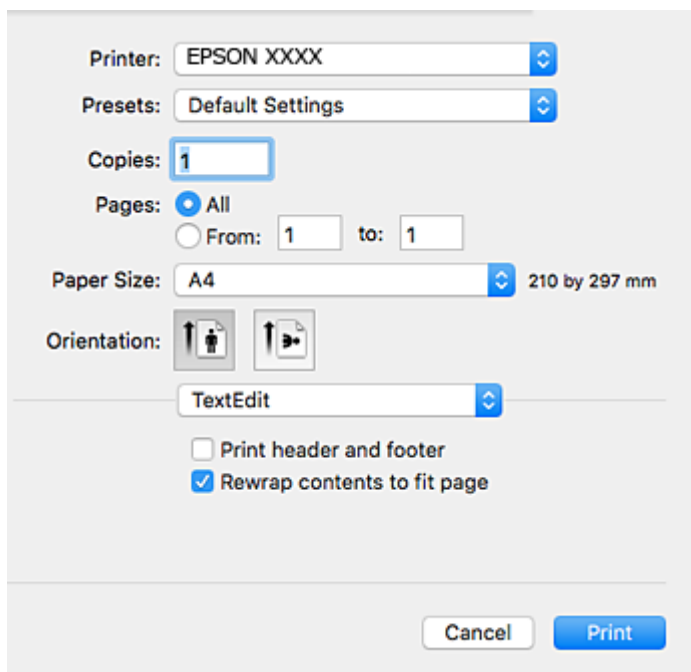 Printer: EPSON XXXX
Presets: Default Settings
Copies: 1
Pages: All
From: 1 to: 1
Paper Size: A4 210 by 297 mm
Orientation:
TextEdit
Print header and footer
Rewrap contents to fit page
Cancel Print